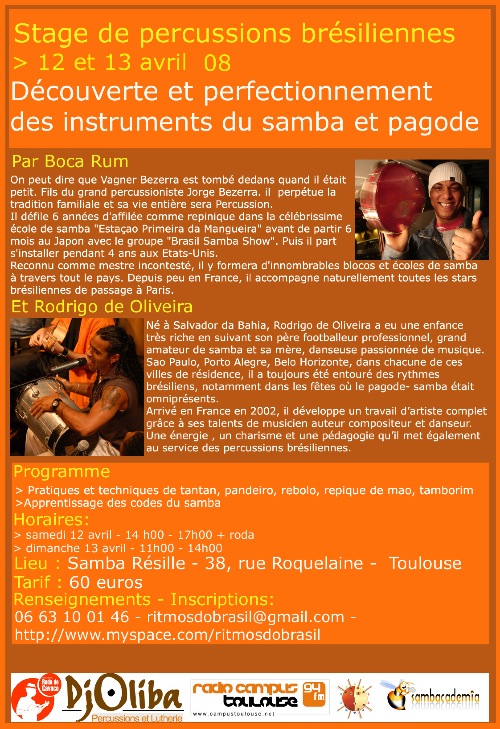 Stage de percussions brésiliennes
> 12 et 13 avril 08
Découverte et perfectionnement
des instruments du samba et pagode
Par Boca Rum
On peut dire que Vagner Bezerra est tombé dedans quand il était
petit. Fils du grand percussioniste Jorge Bezerra. il perpétue la
tradition familiale et sa vie entière sera Percussion.
Il défile 6 années d'affilée comme repinique dans la célébrissime
école de samba "Estaçao Primeira da Mangueira" avant de partir 6
mois au Japon avec le groupe "Brasil Samba Show". Puis il part
s'installer pendant 4 ans aux Etats-Unis.
Reconnu comme mestre incontesté, il y formera d'innombrables blocos et écoles de samba
à travers tout le pays. Depuis peu en France, il accompagne naturellement toutes les stars
brésiliennes de passage à Paris.
Et Rodrigo de Oliveira
Né à Salvador da Bahia, Rodrigo de Oliveira a eu une enfance
très riche en suivant son père footballeur professionnel, grand
amateur de samba et sa mère, danseuse passionnée de musique.
Sao Paulo, Porto Alegre, Belo Horizonte, dans chacune de ces
villes de résidence, il a toujours été entouré des rythmes
brésiliens, notamment dans les fêtes où le pagode- samba était
omniprésents.
Arrivé en France en 2002, il développe un travail d'artiste complet
grâce à ses talents de musicien auteur compositeur et danseur.
Une énergie , un charisme et une pédagogie qu'il met également
au service des percussions brésiliennes.
Programme
> Pratiques et techniques de tantan, pandeiro, rebolo, repique de mao, tamborim
>Apprentissage des codes du samba
Horaires:
> samedi 12 avril - 14 h00 - 17h00 + roda
> dimanche 13 avril - 11h00 - 14h00
Lieu : Samba Résille - 38, rue Roquelaine - Toulouse
Tarif : 60 euros
Renseignements - Inscriptions:
06 63 10 01 46 - ritmosdobrasil@gmail.com -
http://www.myspace.com/ritmosdobrasil
Roda de Cavaco
DjOliba
Percussions et Lutherie
radio campus
toulouse
94 fm
www.campustoulouse.net
sambacademia